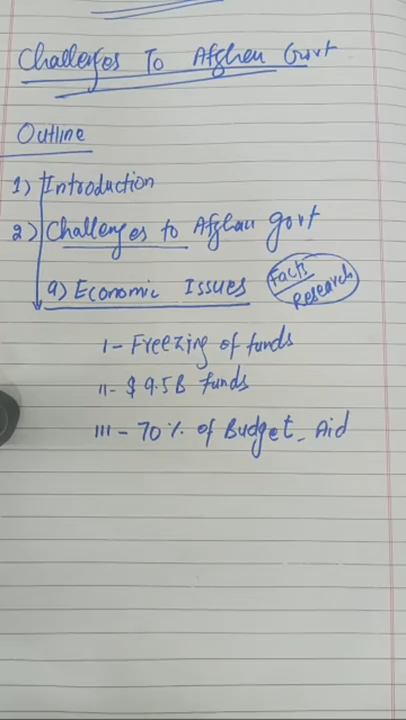 Challenges To Afghan Govt
Outline
1) Introduction
2) Challenges to Afghan govt
a) Economic Issues
Facts
Research
I- Freezing of funds
II- $ 9.5B funds
III- 70% of Budget - Aid